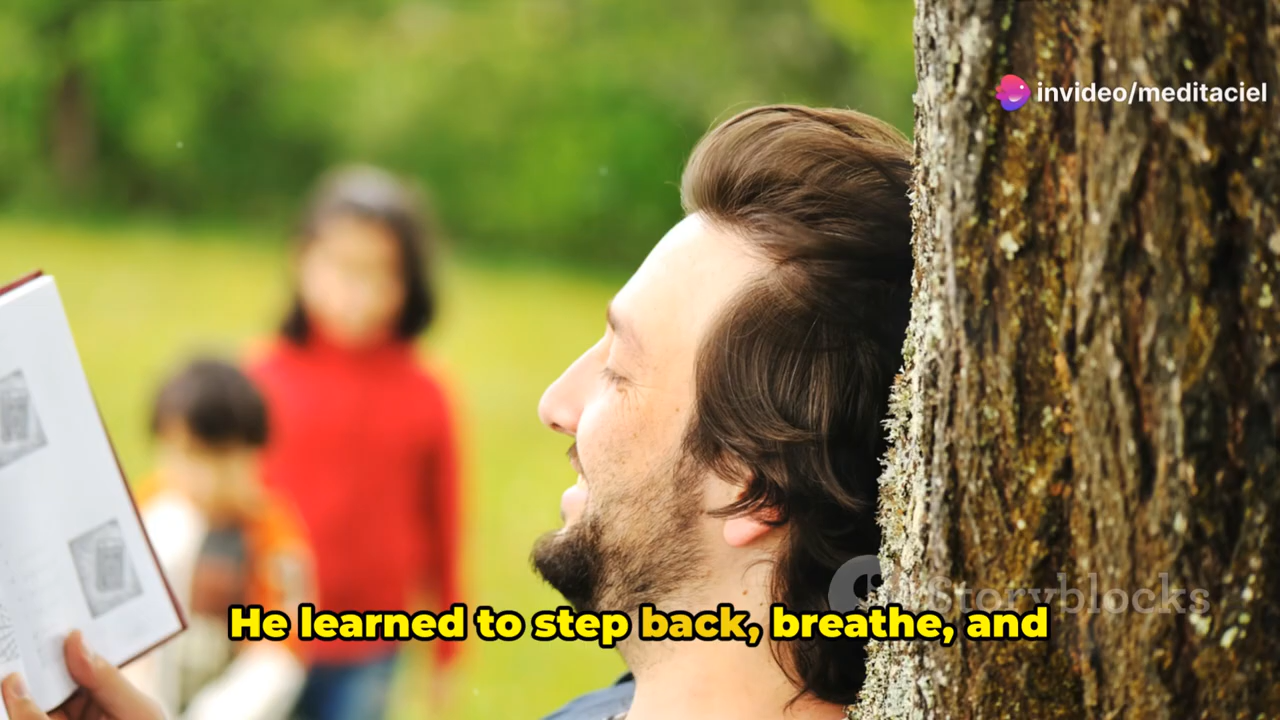 invideo/meditaciel
Storyblocks
He learned to step back, breathe, and